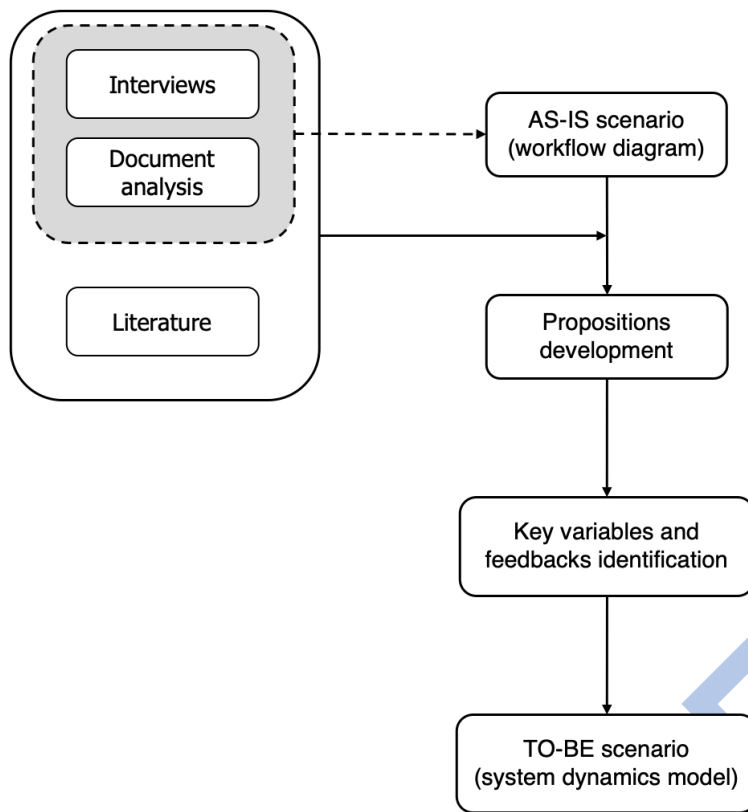 Interviews
Document
analysis
Literature
AS-IS scenario
(workflow diagram)
Propositions
development
Key variables and
feedbacks identification
TO-BE scenario
(system dynamics model)